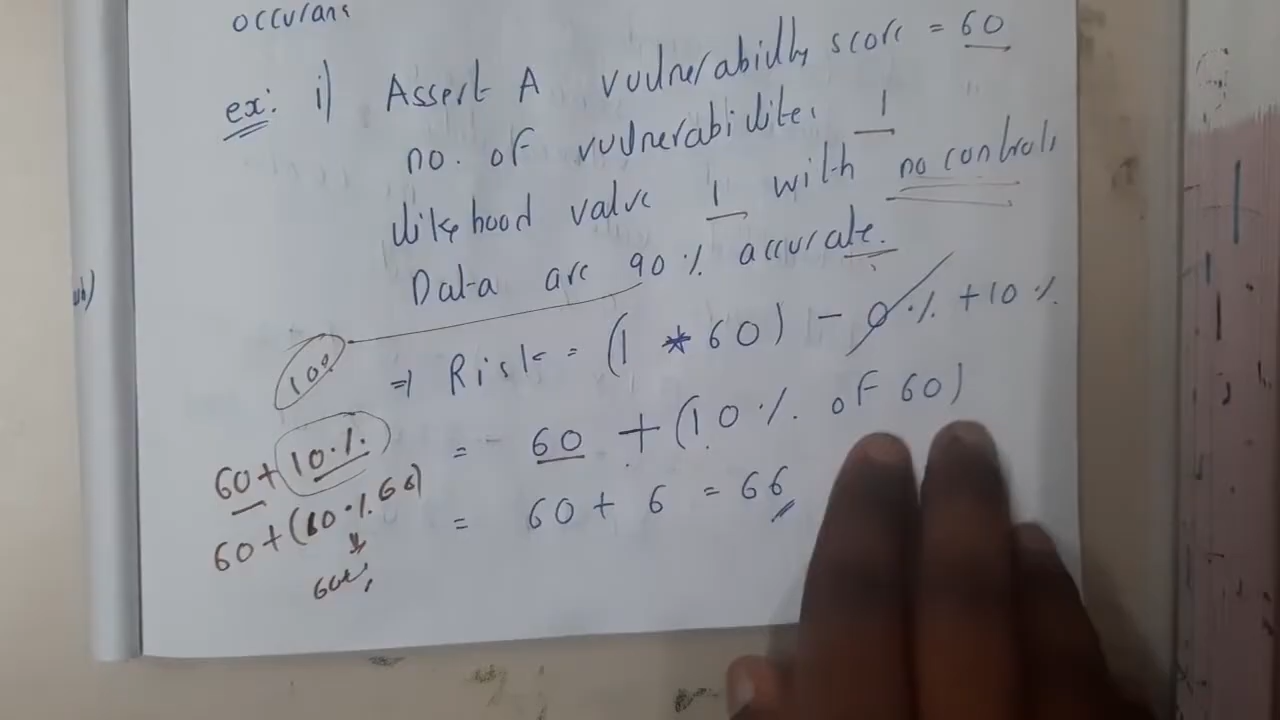 occurans
ex: i) Assert A vulnerability score = 60
no. of vulnerabilites 1
likehood value 1 with no controls
Data are 90% accurate.
10%
=) Risk = (1 * 60) - 0% + 10%
= 60 + (10% of 60)
= 60 + 6 = 66
60 + 10%
60 + (10% 60)